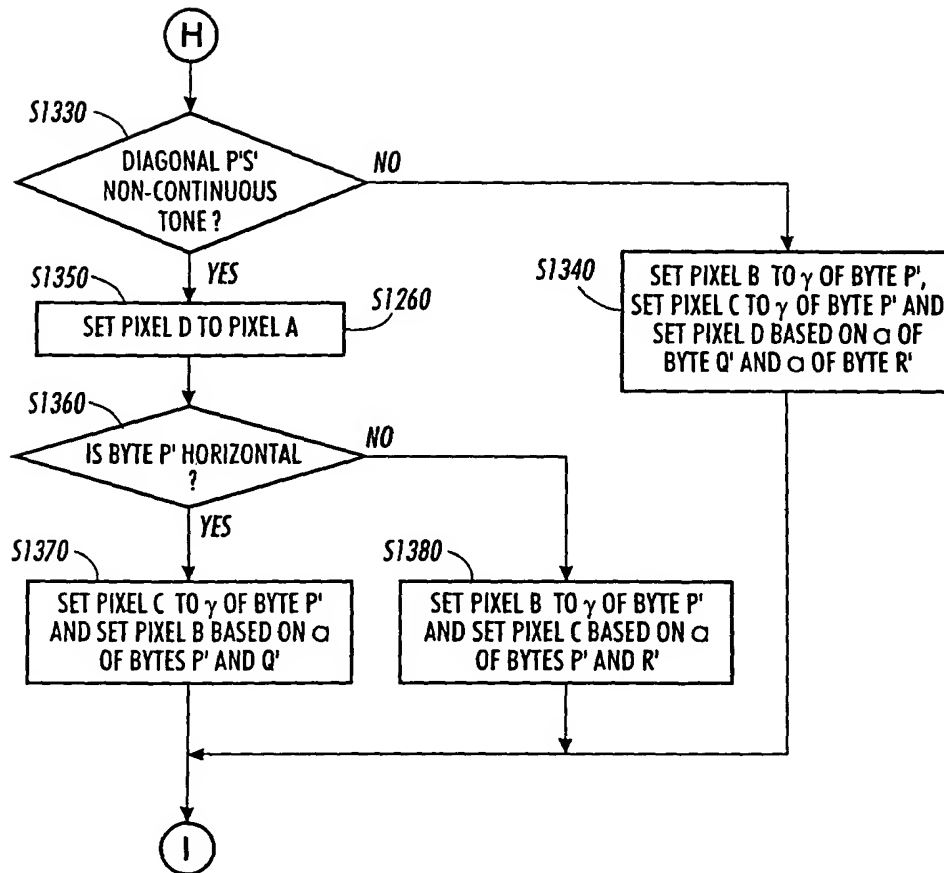 H
S1330
DIAGONAL P'S'
NON-CONTINUOUS
TONE ?
NO
YES
S1340
SET PIXEL B TO γ OF BYTE P',
SET PIXEL C TO γ OF BYTE P' AND
SET PIXEL D BASED ON α OF
BYTE Q' AND α OF BYTE R'
S1350
S1260
SET PIXEL D TO PIXEL A
S1360
IS BYTE P' HORIZONTAL
?
NO
YES
S1370
SET PIXEL C TO γ OF BYTE P'
AND SET PIXEL B BASED ON α
OF BYTES P' AND Q'
S1380
SET PIXEL B TO γ OF BYTE P'
AND SET PIXEL C BASED ON α
OF BYTES P' AND R'
I